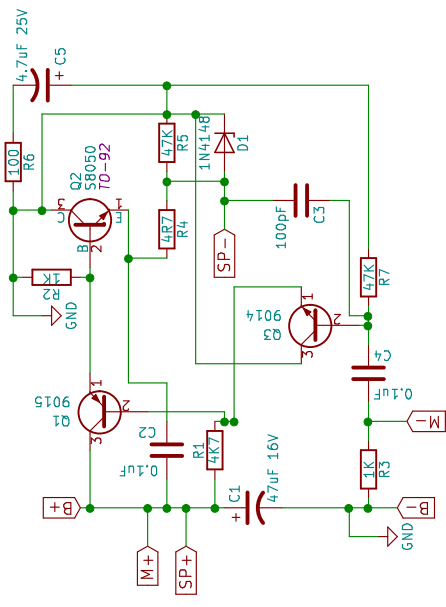 4.7uF 25V
C5
+
100
R6
Q2
S8050
TO-92
3
C
1
E
B
2
47K
R5
1N4148
D1
4R7
R4
SP-
100pF
C3
1K
R2
GND
47K
R7
1
9014
Q3
2
3
C4
0.1uF
M-
9015
Q1
1
2
3
C2
0.1uF
R1
4K7
C1
+
47uF 16V
1K
R3
B+
B-
GND
M+
SP+